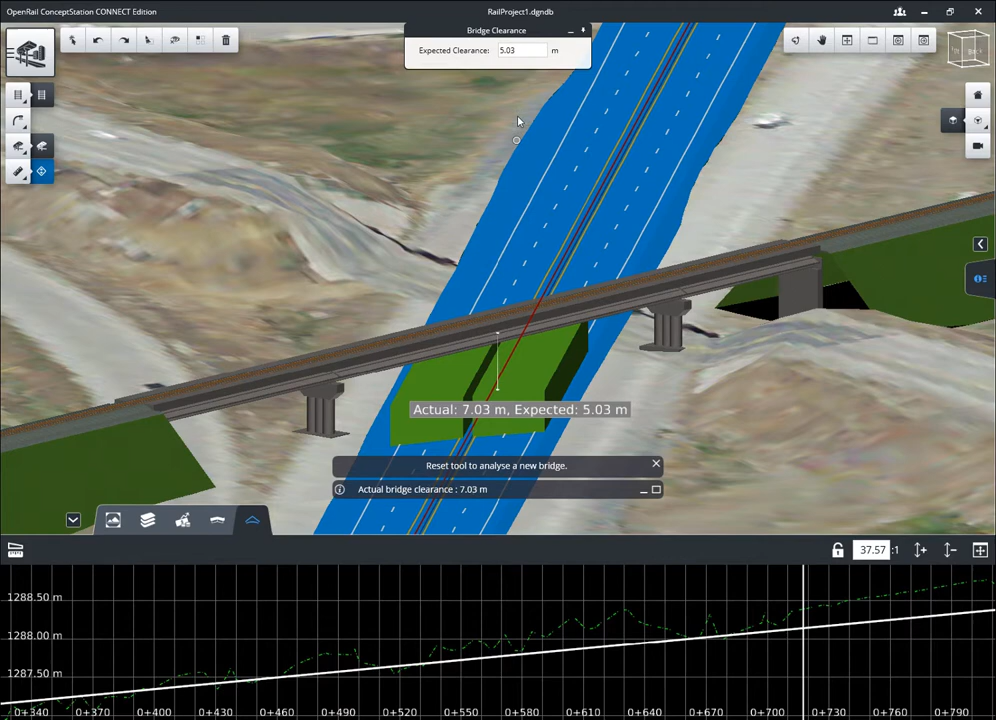 OpenRail ConceptStation CONNECT Edition
RailProject1.dgndb
Bridge Clearance
Expected Clearance: 5.03 m
Actual: 7.03 m, Expected: 5.03 m
Reset tool to analyse a new bridge.
Actual bridge clearance : 7.03 m
37.57 :1
1288.50 m
1288.00 m
1287.50 m
0+340 0+370 0+400 0+430 0+460 0+490 0+520 0+550 0+580 0+610 0+640 0+670 0+700 0+730 0+760 0+790